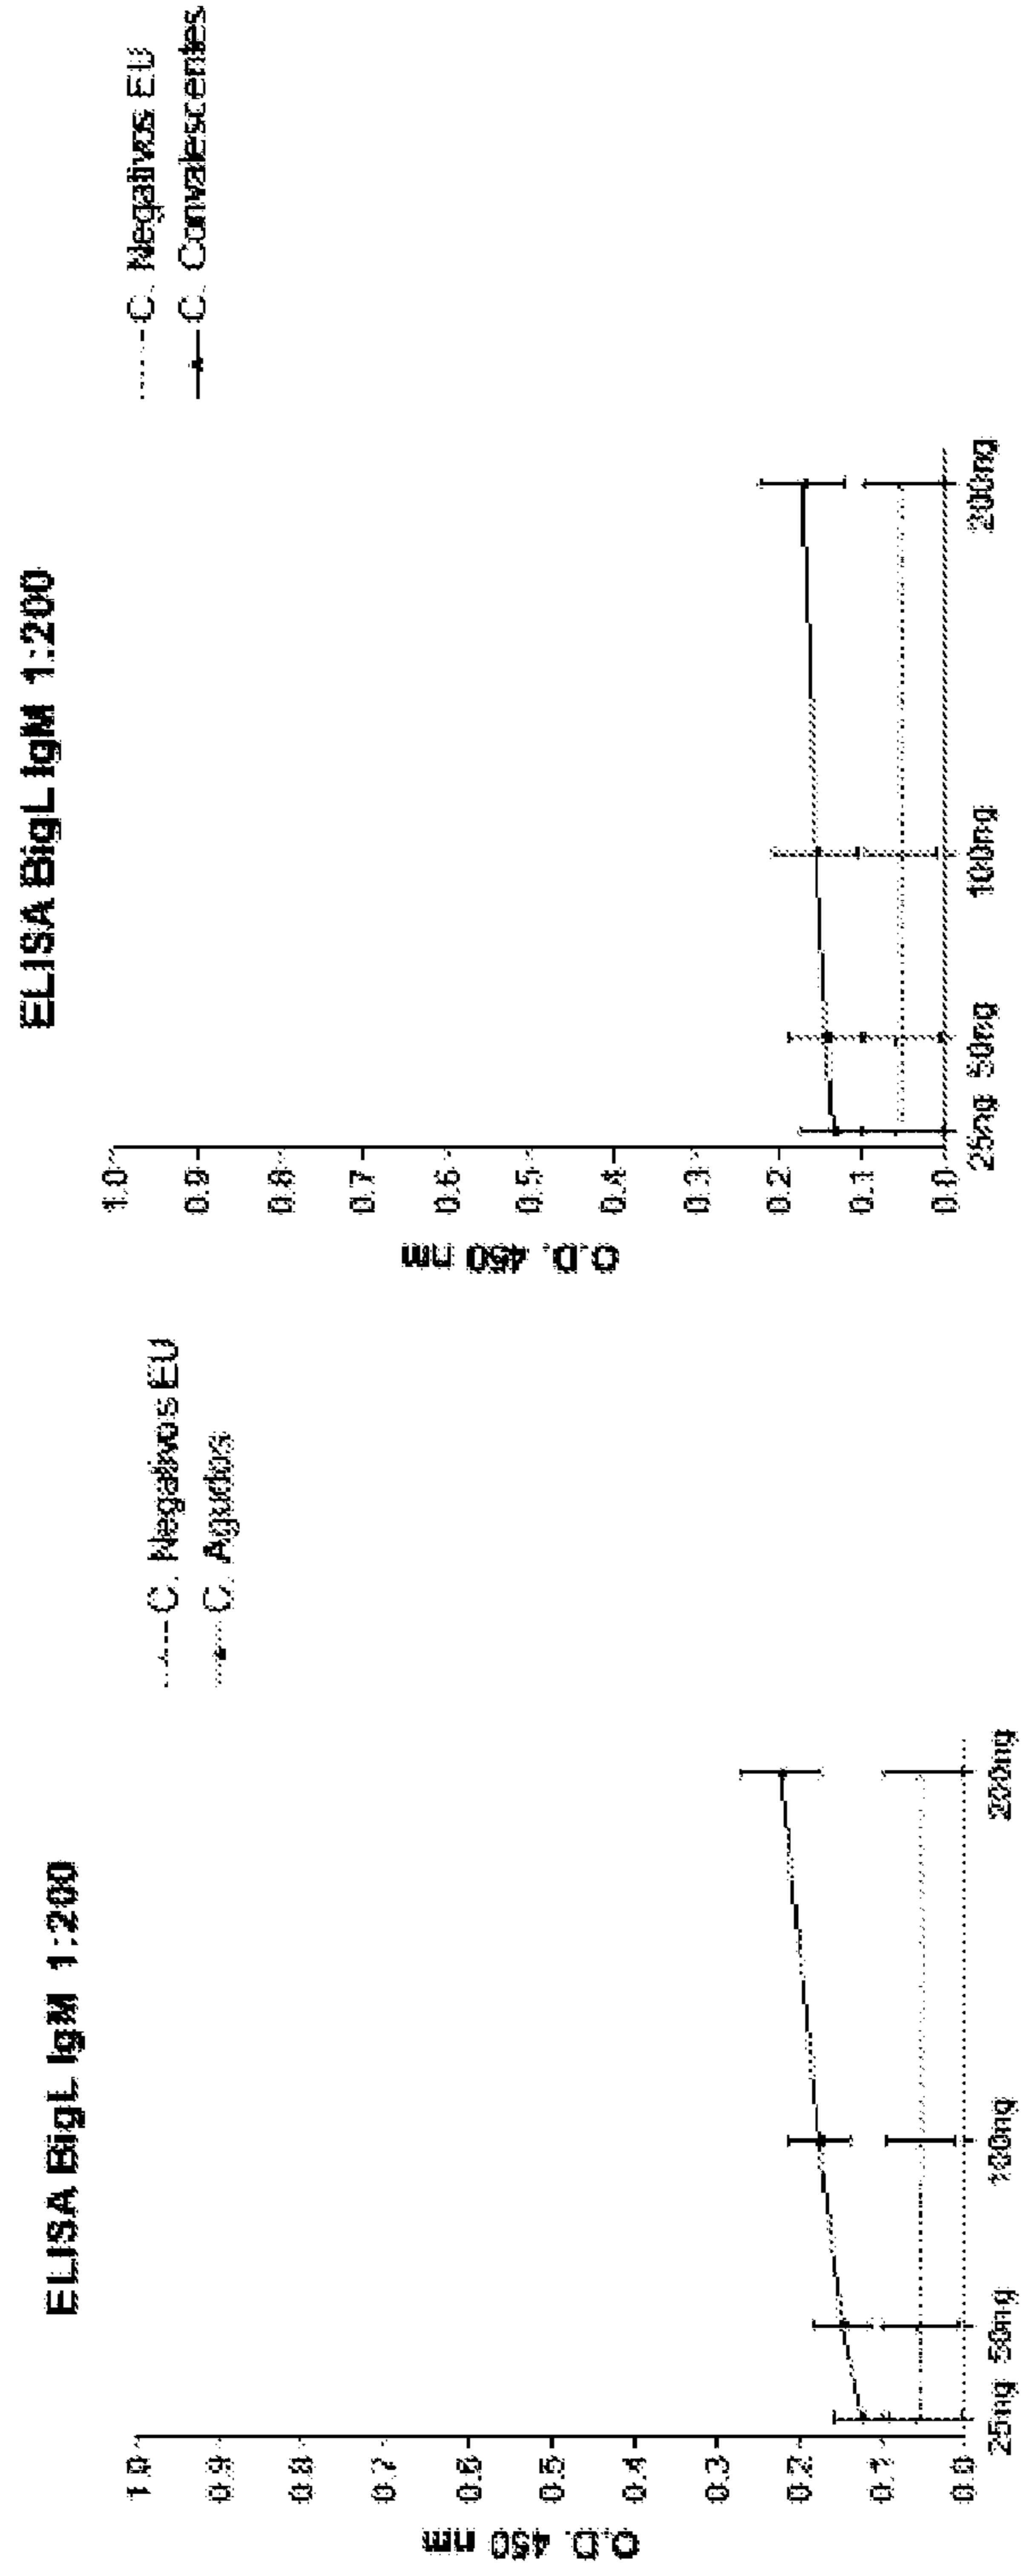 ELISA BigL IgM 1:200
C. Negativos EU
C. Agudos
O.D. 450 nm
1.0
0.9
0.8
0.7
0.6
0.5
0.4
0.3
0.2
0.1
0.0
25ng 50ng 100ng 200ng
ELISA BigL IgM 1:200
C. Negativos EU
C. Convalescentes
O.D. 450 nm
1.0
0.9
0.8
0.7
0.6
0.5
0.4
0.3
0.2
0.1
0.0
25ng 50ng 100ng 200ng